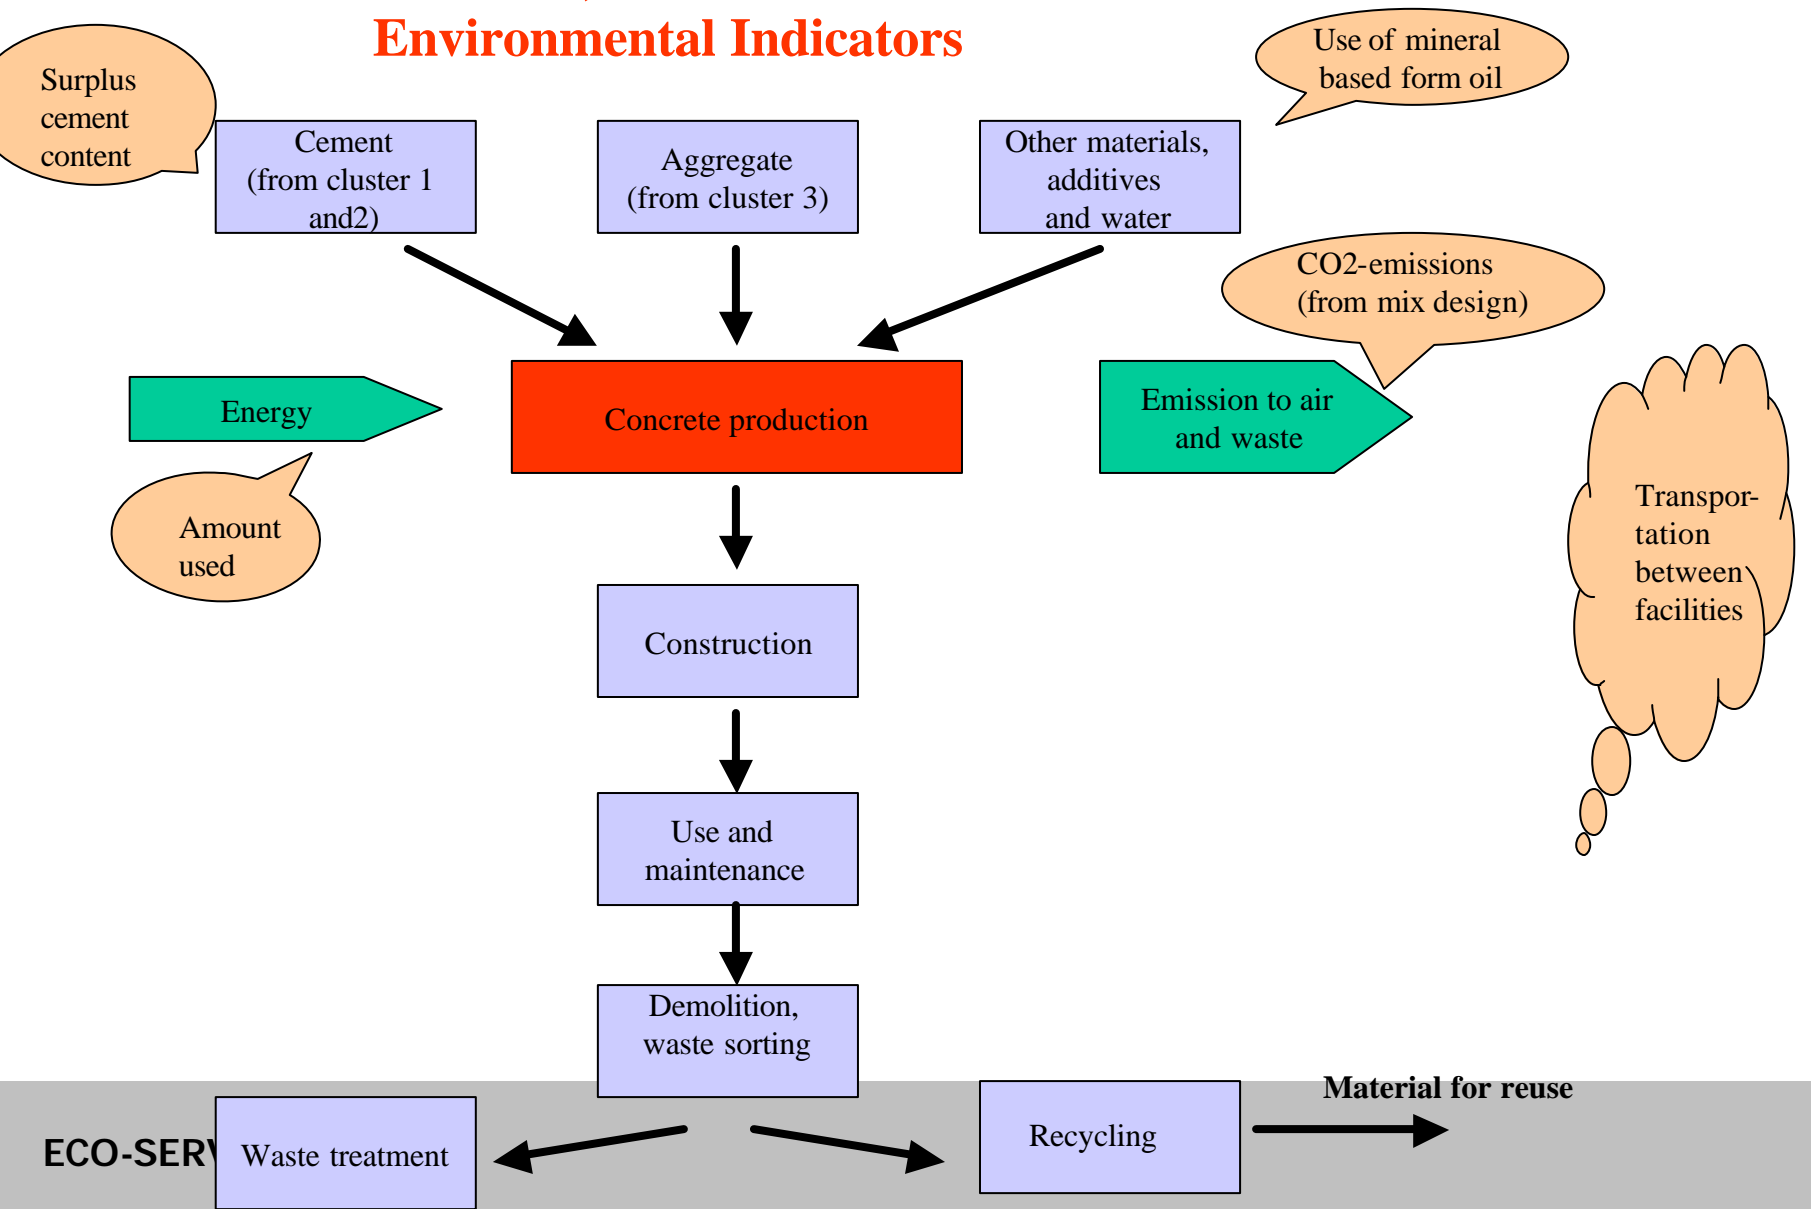 Environmental Indicators
Surplus
cement
content
Use of mineral
based form oil
Cement
(from cluster 1
and2)
Aggregate
(from cluster 3)
Other materials,
additives
and water
CO2-emissions
(from mix design)
Energy
Concrete production
Emission to air
and waste
Amount
used
Transpor-
tation
between
facilities
Construction
Use and
maintenance
Demolition,
waste sorting
Material for reuse
ECO-SERV
Waste treatment
Recycling